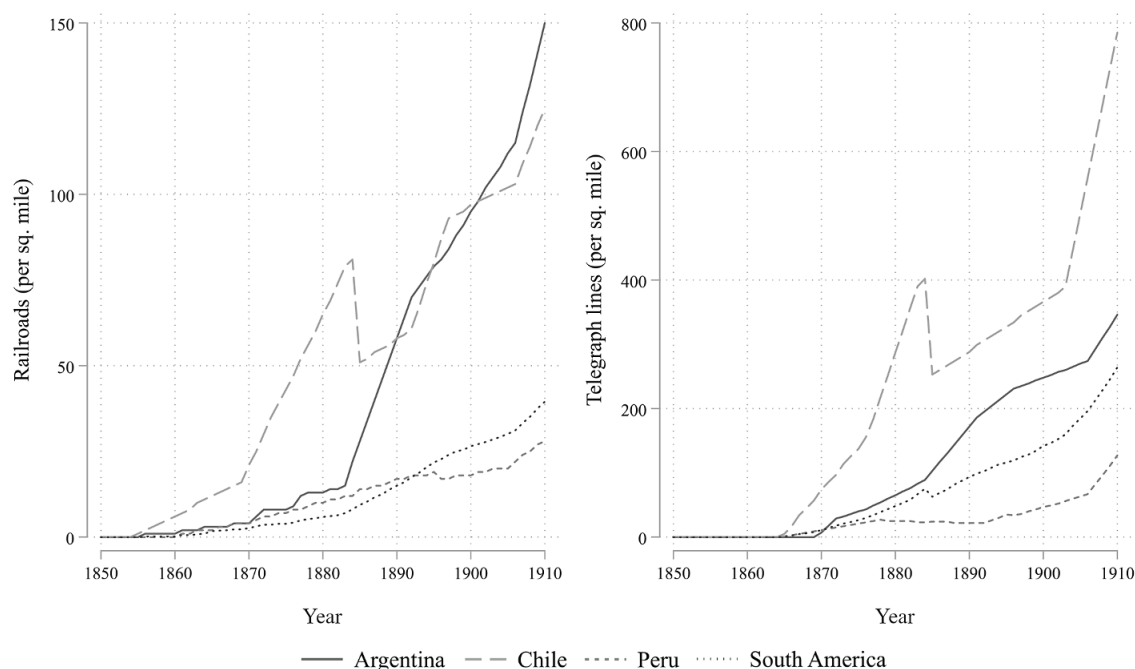 Railroads (per sq. mile)
150
100
50
0
1850 1860 1870 1880 1890 1900 1910
Year
Telegraph lines (per sq. mile)
800
600
400
200
0
1850 1860 1870 1880 1890 1900 1910
Year
Argentina Chile Peru South America